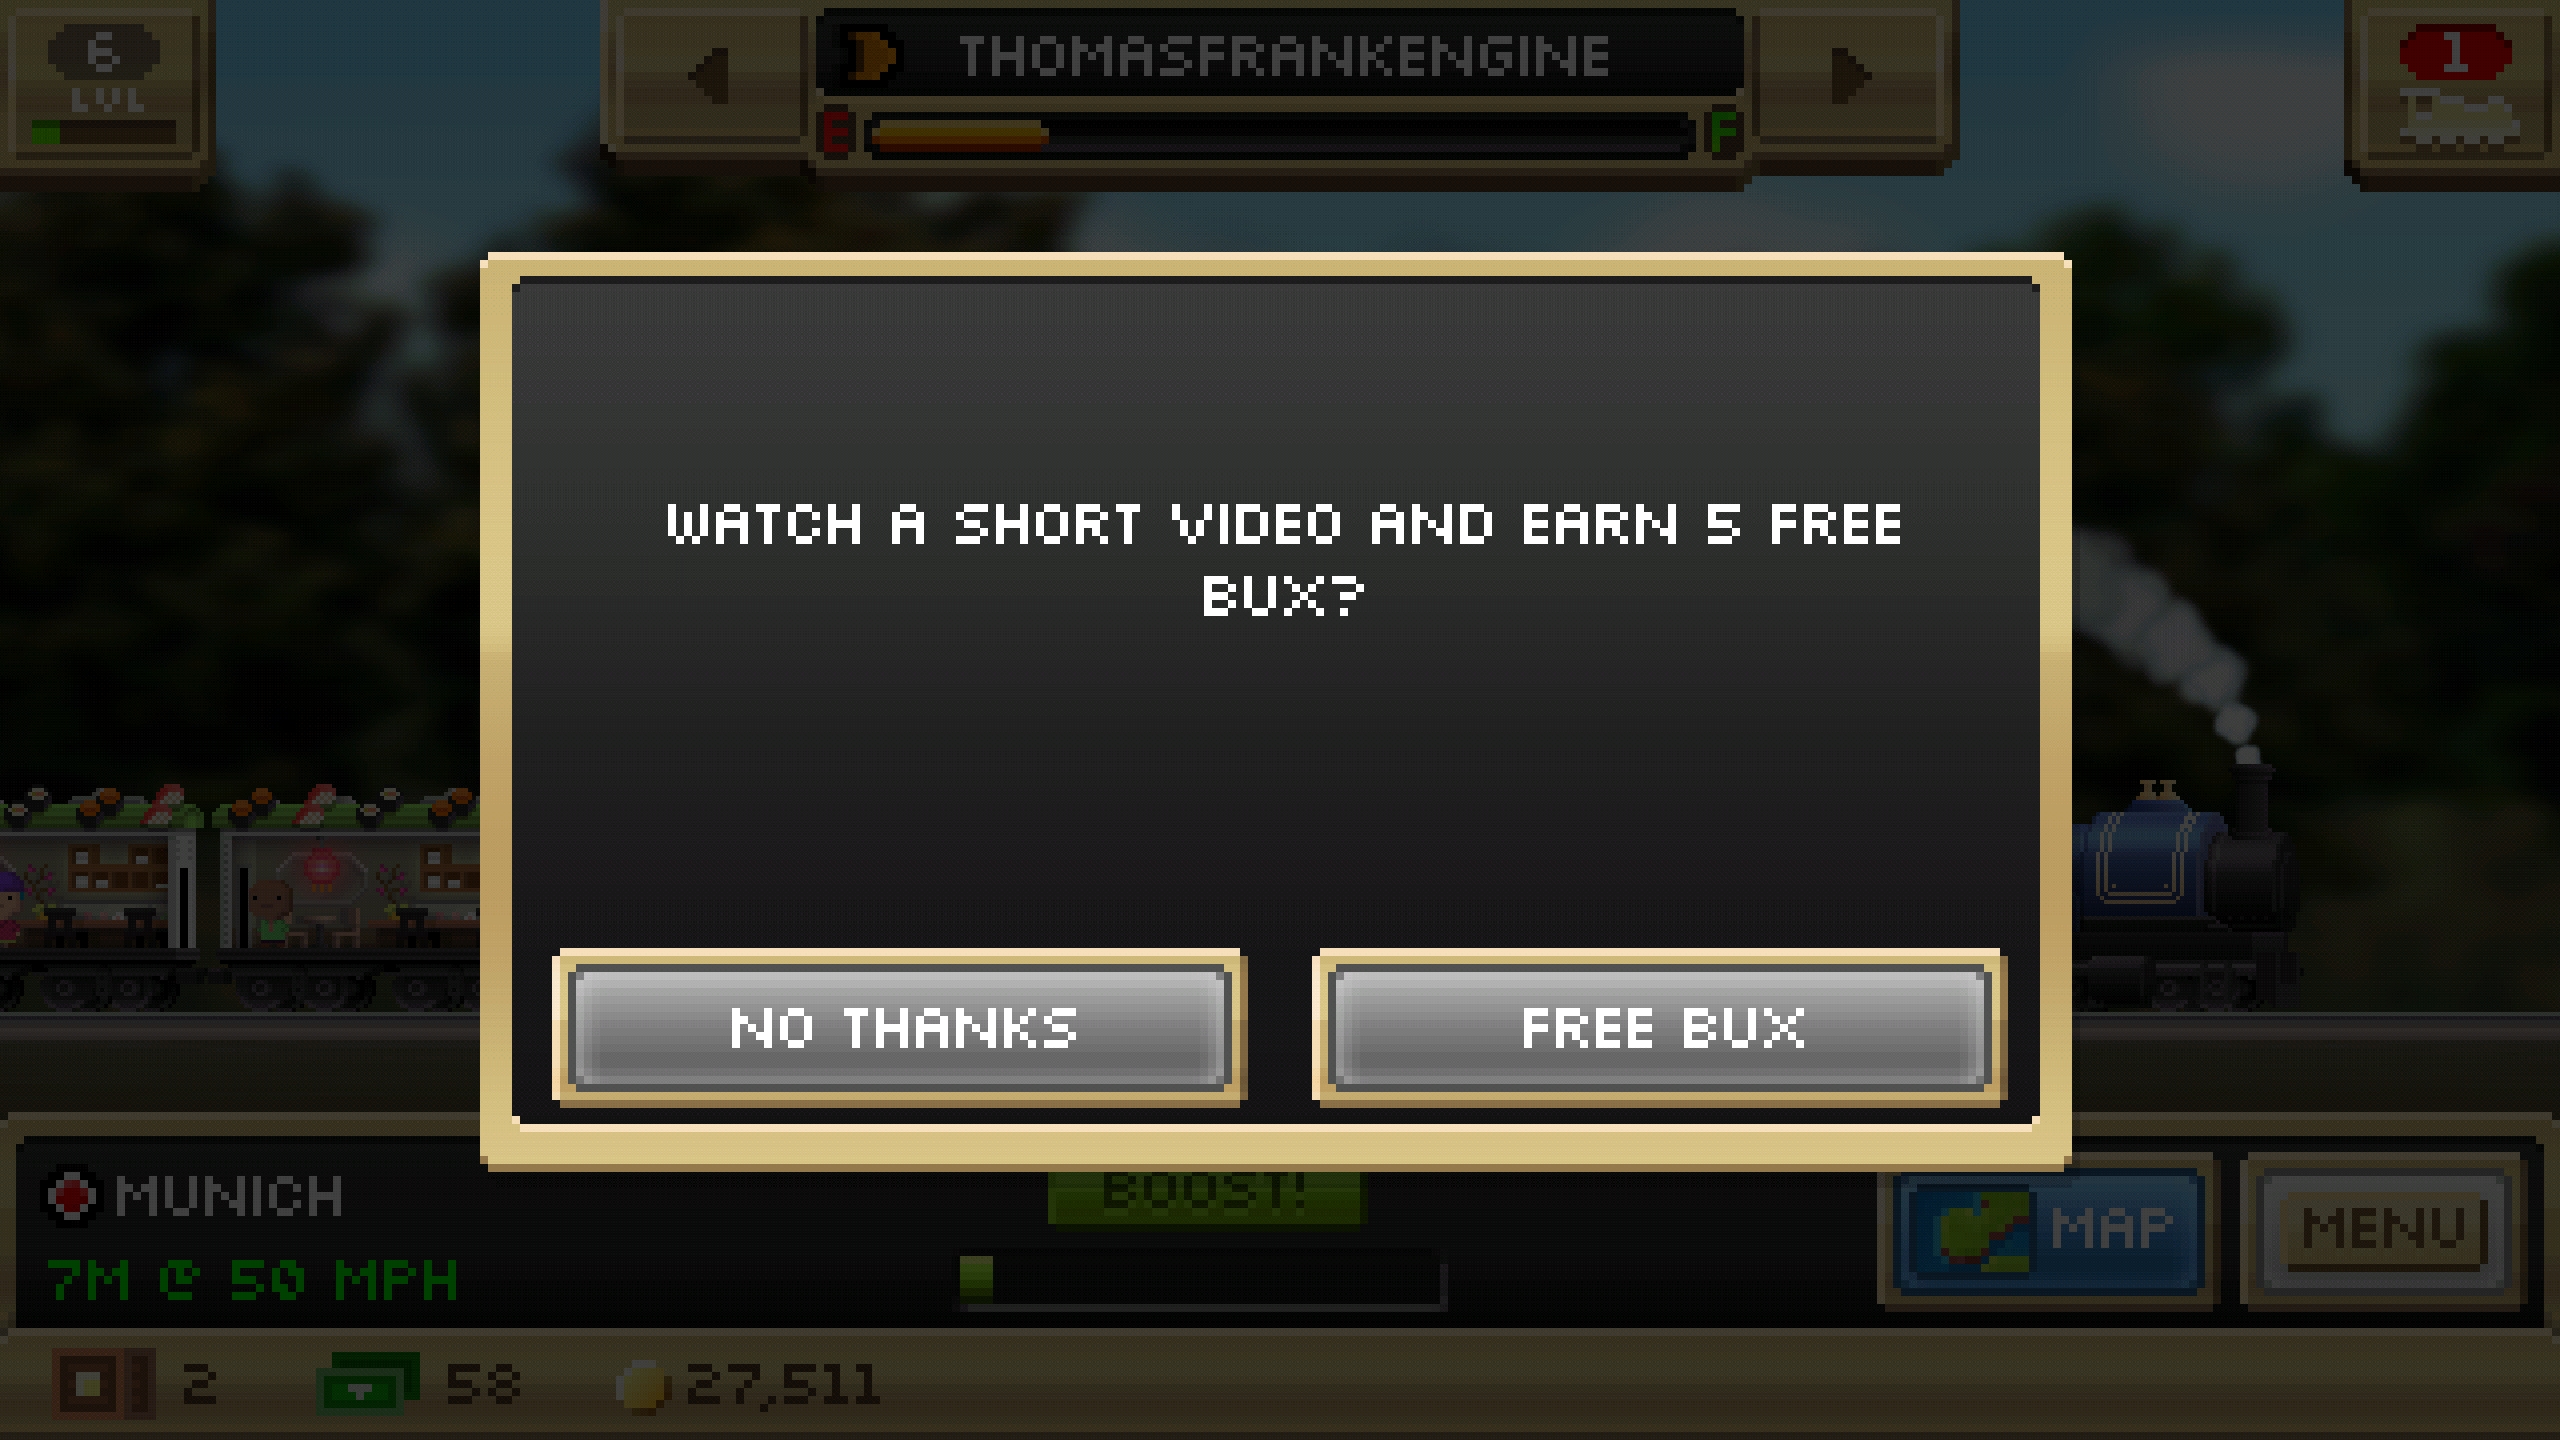 6
LVL
THOMASFRANKENGINE
E F
1
WATCH A SHORT VIDEO AND EARN 5 FREE
BUX?
NO THANKS
FREE BUX
MUNICH
BOOST!
7M @ 50 MPH
MAP
MENU
2
58
27,511